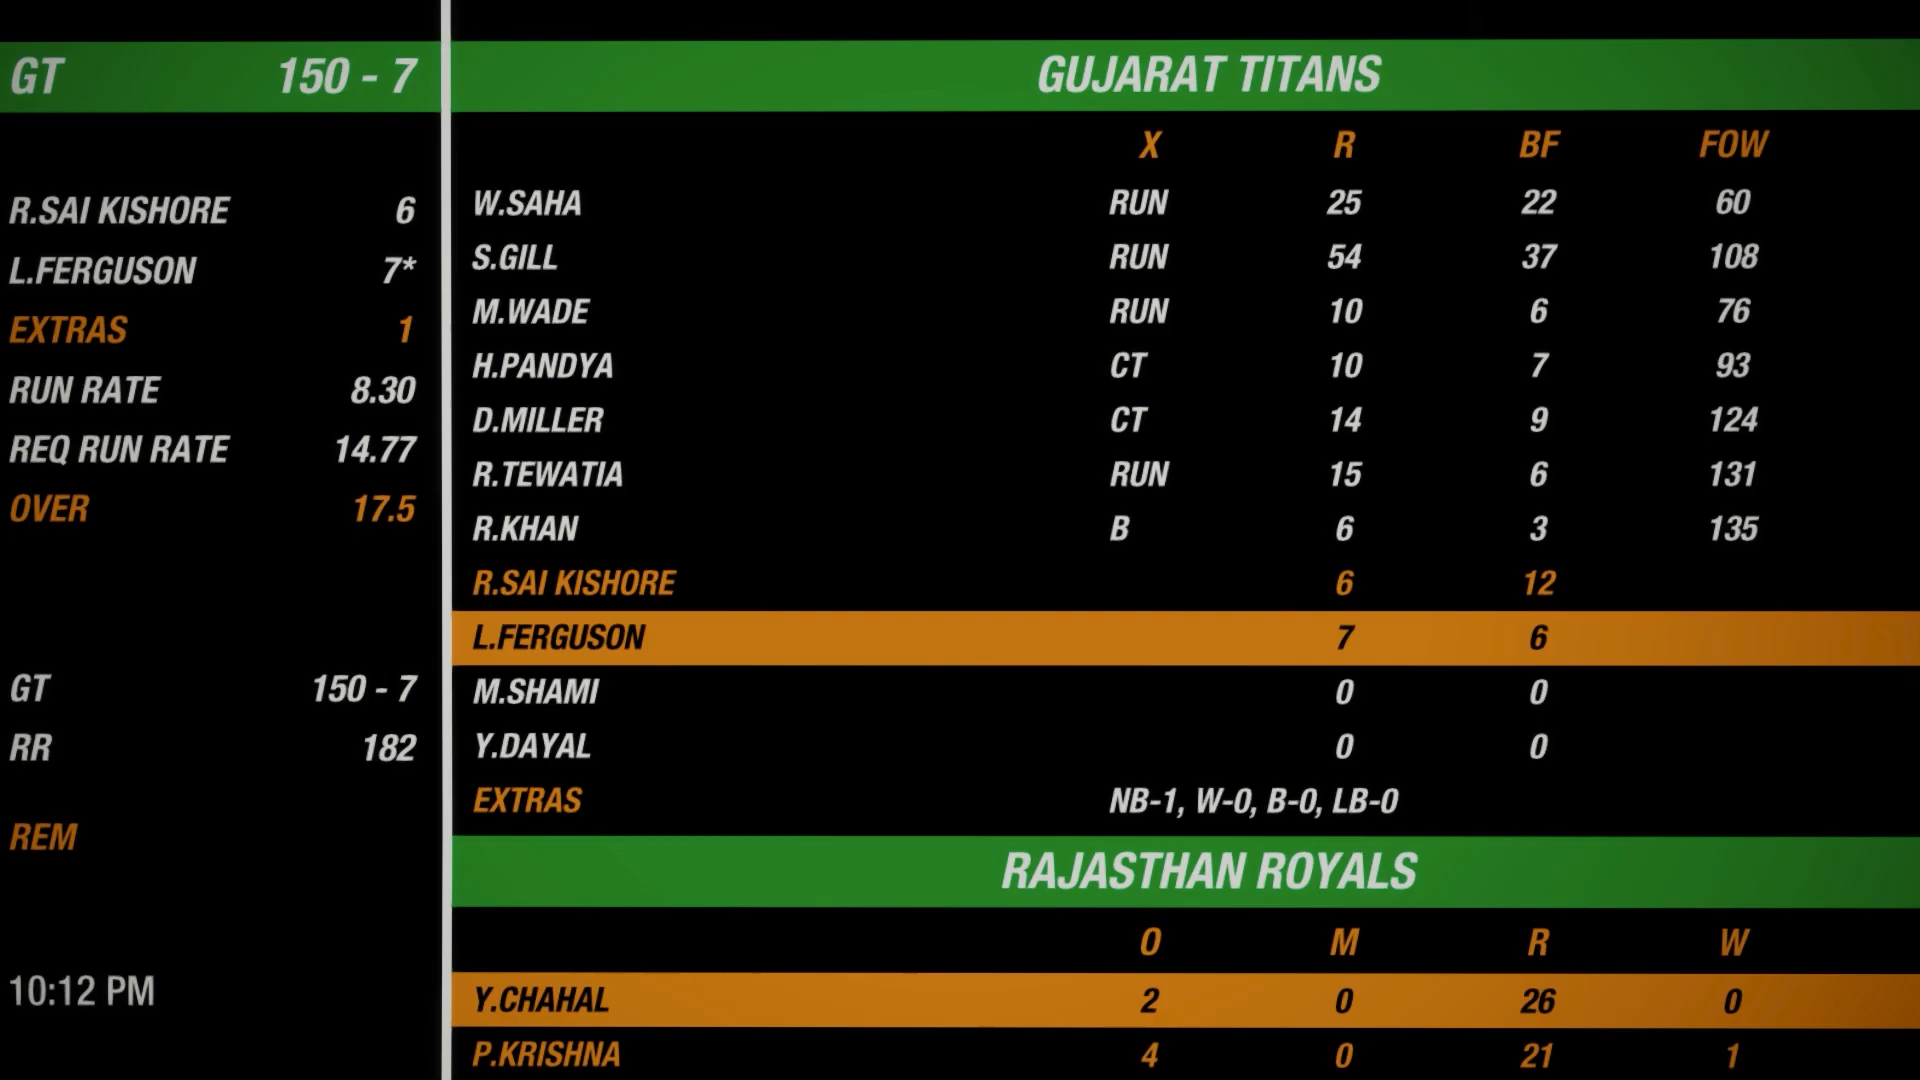 GT 150 - 7
R.SAI KISHORE 6
L.FERGUSON 7*
EXTRAS 1
RUN RATE 8.30
REQ RUN RATE 14.77
OVER 17.5
GT 150 - 7
RR 182
REM
10:12 PM
GUJARAT TITANS
X R BF FOW
W.SAHA RUN 25 22 60
S.GILL RUN 54 37 108
M.WADE RUN 10 6 76
H.PANDYA CT 10 7 93
D.MILLER CT 14 9 124
R.TEWATIA RUN 15 6 131
R.KHAN B 6 3 135
R.SAI KISHORE 6 12
L.FERGUSON 7 6
M.SHAMI 0 0
Y.DAYAL 0 0
EXTRAS NB-1, W-0, B-0, LB-0
RAJASTHAN ROYALS
O M R W
Y.CHAHAL 2 0 26 0
P.KRISHNA 4 0 21 1